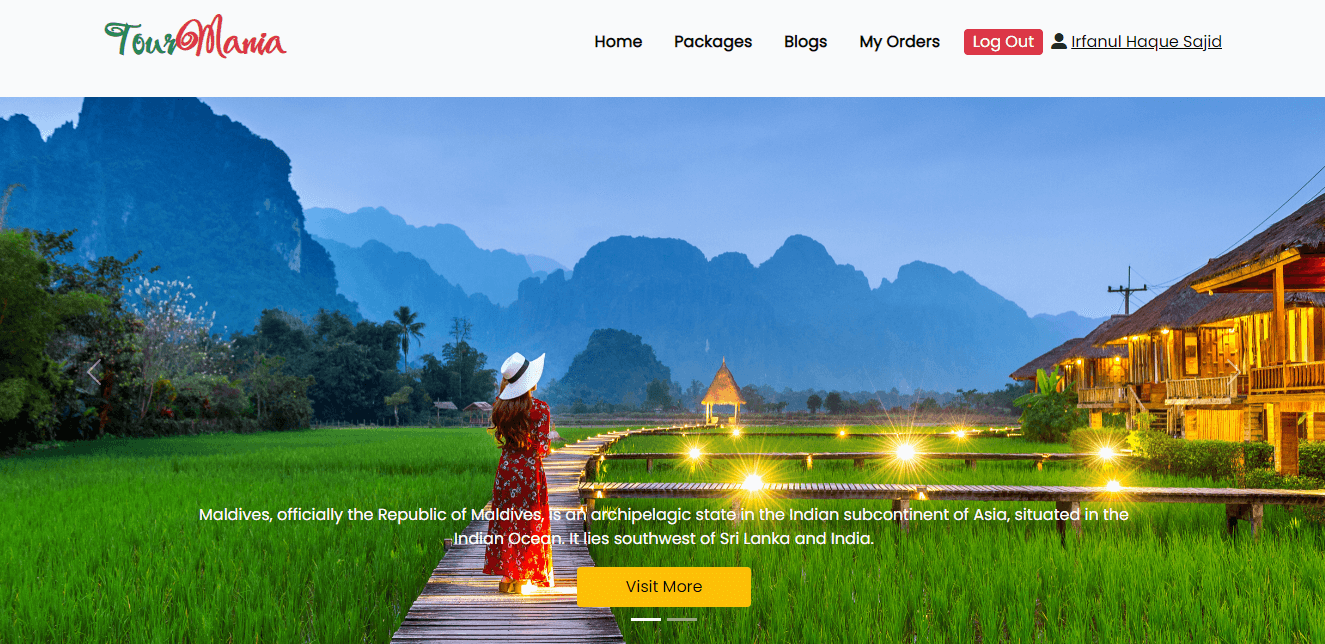 TourMania
Home Packages Blogs My Orders Log Out Irfanul Haque Sajid
Maldives, officially the Republic of Maldives, is an archipelagic state in the Indian subcontinent of Asia, situated in the
Indian Ocean. It lies southwest of Sri Lanka and India.
Visit More